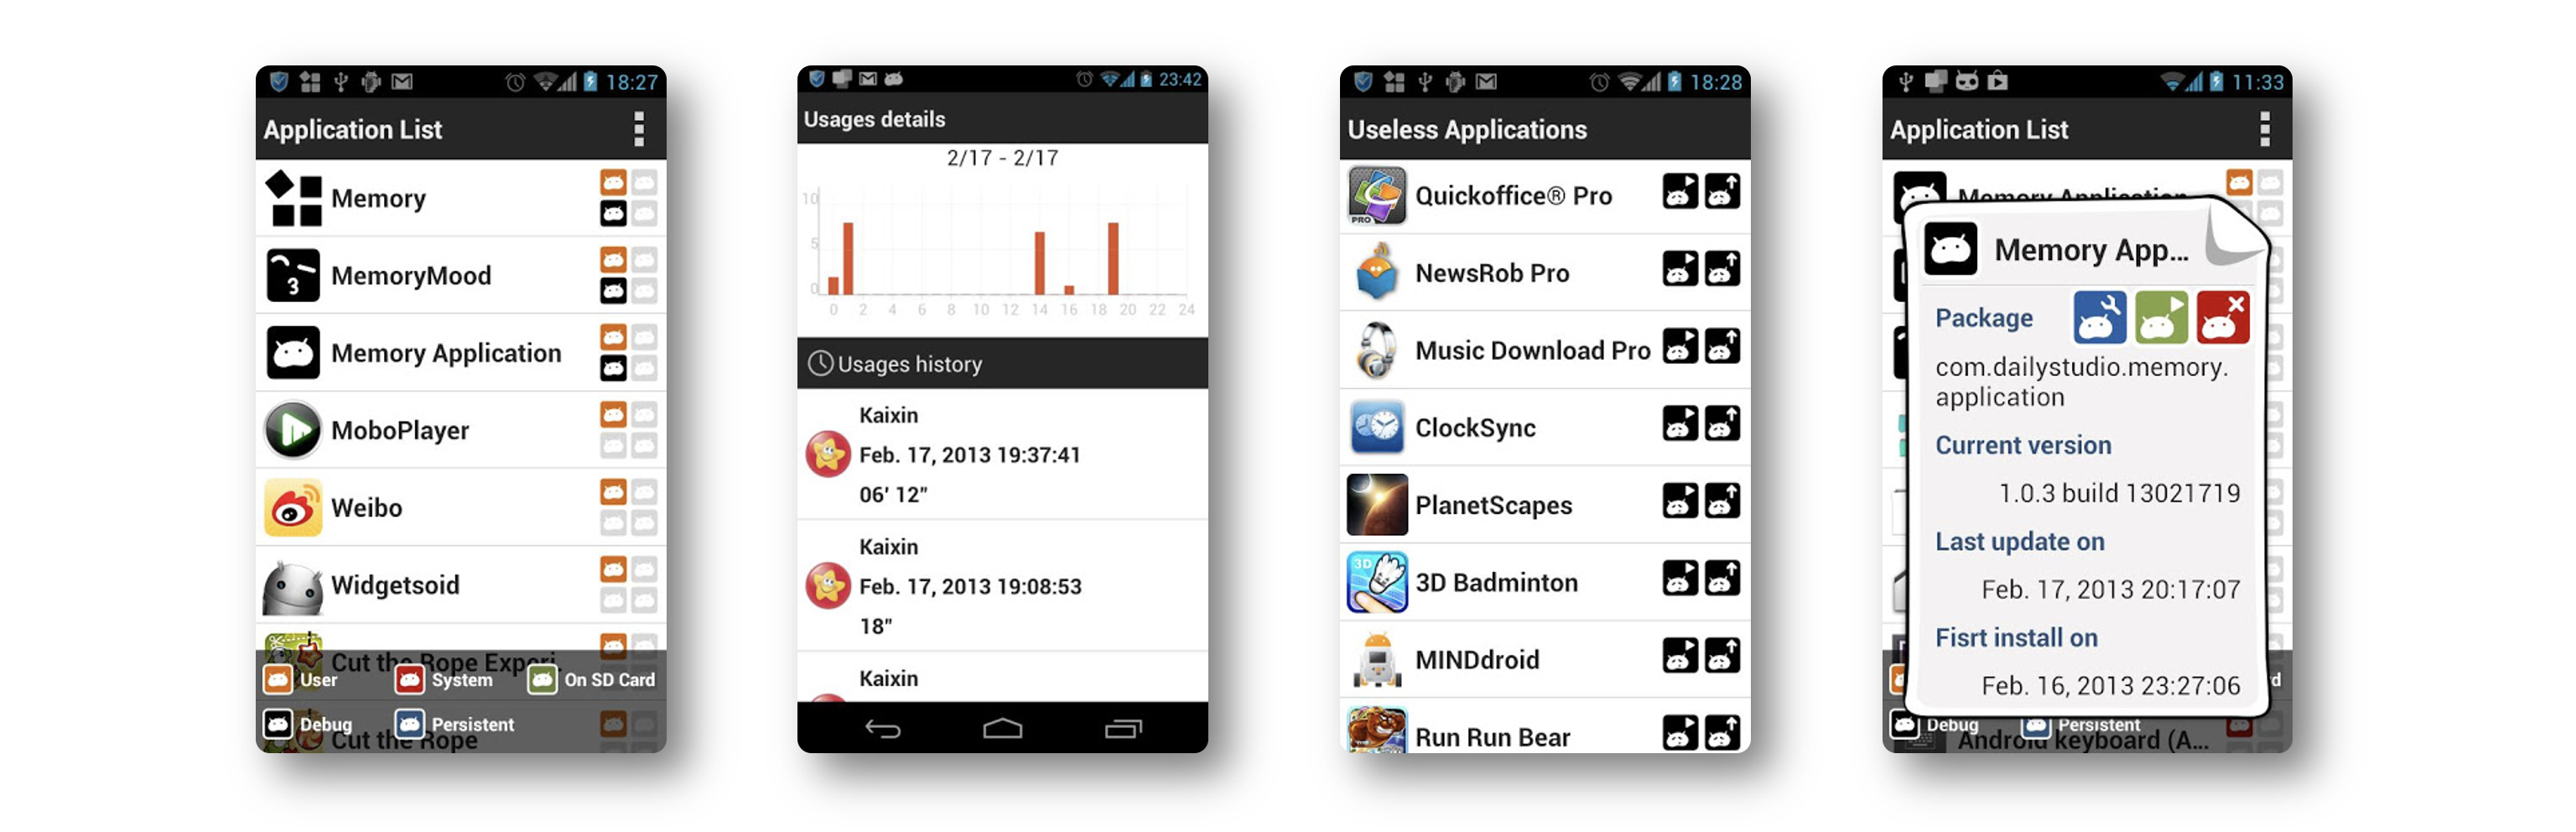 18:27
Application List
Memory
3
MemoryMood
Memory Application
MoboPlayer
Weibo
Widgetsoid
Cut the Rope Experi...
User
System
On SD Card
Debug
Persistent
Cut the Rope
23:42
Usages details
2/17 - 2/17
10
5
0
0 2 4 6 8 10 12 14 16 18 20 22 24
Usages history
Kaixin
Feb. 17, 2013 19:37:41
06' 12"
Kaixin
Feb. 17, 2013 19:08:53
18"
Kaixin
18:28
Useless Applications
PRO
Quickoffice® Pro
NewsRob Pro
Music Download Pro
ClockSync
PlanetScapes
3D
3D Badminton
MINDdroid
Run Run Bear
11:33
Application List
Memory Application
Memory App...
Package
com.dailystudio.memory.
application
Current version
1.0.3 build 13021719
Last update on
Feb. 17, 2013 20:17:07
Fisrt install on
Feb. 16, 2013 23:27:06
rd
Debug
Persistent
Android keyboard (A...